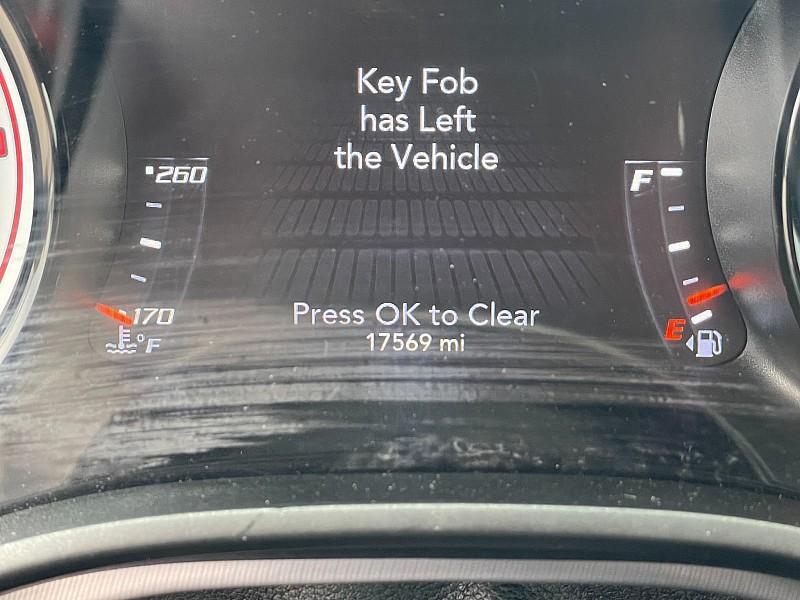 Key Fob
has Left
the Vehicle
260
F
170
°F
E
Press OK to Clear
17569 mi